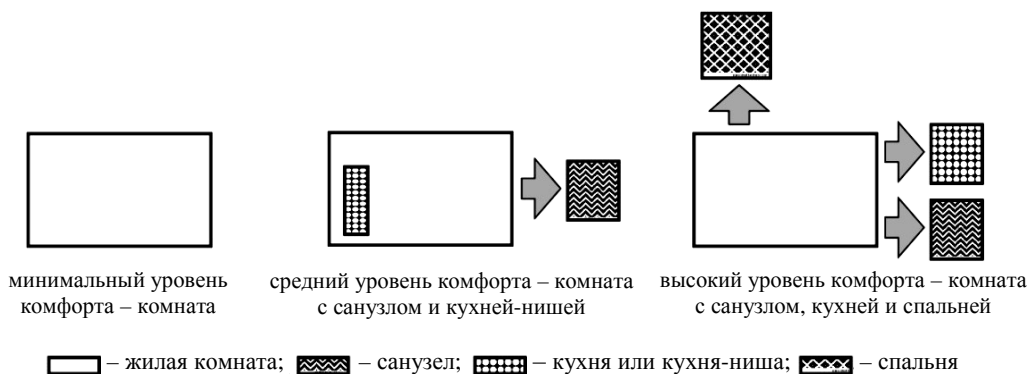 минимальный уровень
комфорта – комната
средний уровень комфорта – комната
с санузлом и кухней-нишей
высокий уровень комфорта – комната
с санузлом, кухней и спальней
– жилая комната; – санузел; – кухня или кухня-ниша; – спальня